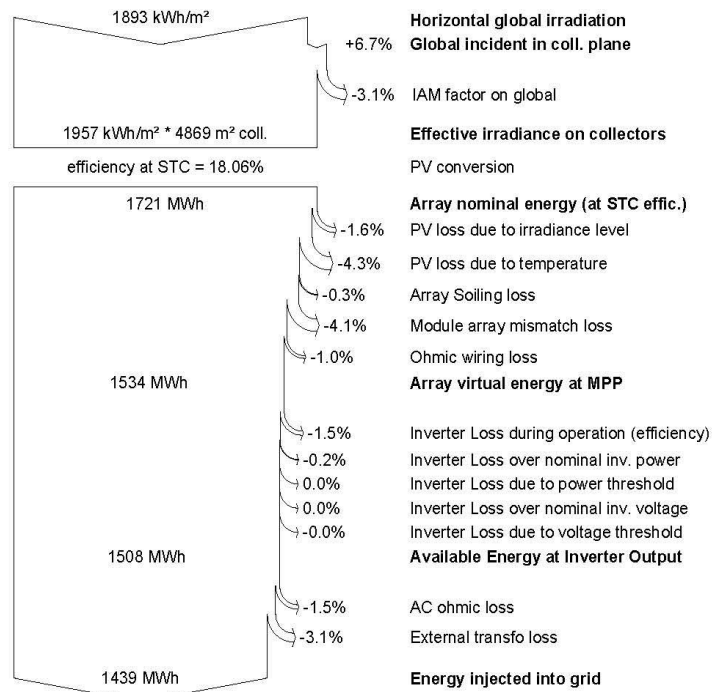 1893 kWh/m² Horizontal global irradiation
+6.7% Global incident in coll. plane
-3.1% IAM factor on global
1957 kWh/m² * 4869 m² coll. Effective irradiance on collectors
efficiency at STC = 18.06% PV conversion
1721 MWh Array nominal energy (at STC effic.)
-1.6% PV loss due to irradiance level
-4.3% PV loss due to temperature
-0.3% Array Soiling loss
-4.1% Module array mismatch loss
-1.0% Ohmic wiring loss
1534 MWh Array virtual energy at MPP
-1.5% Inverter Loss during operation (efficiency)
-0.2% Inverter Loss over nominal inv. power
0.0% Inverter Loss due to power threshold
0.0% Inverter Loss over nominal inv. voltage
-0.0% Inverter Loss due to voltage threshold
1508 MWh Available Energy at Inverter Output
-1.5% AC ohmic loss
-3.1% External transfo loss
1439 MWh Energy injected into grid